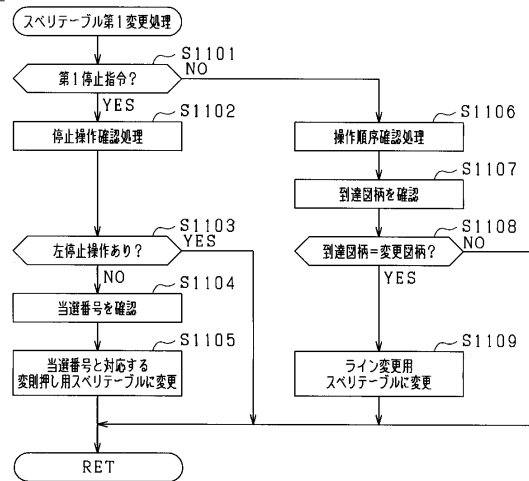 スベリテーブル第1変更処理
S1101
第1停止指令?
NO
YES
S1102
停止操作確認処理
S1103
左停止操作あり?
YES
NO
S1104
当選番号を確認
S1105
当選番号と対応する
変則押し用スベリテーブルに変更
RET
S1106
操作順序確認処理
S1107
到達図柄を確認
S1108
到達図柄=変更図柄?
NO
YES
S1109
ライン変更用
スベリテーブルに変更